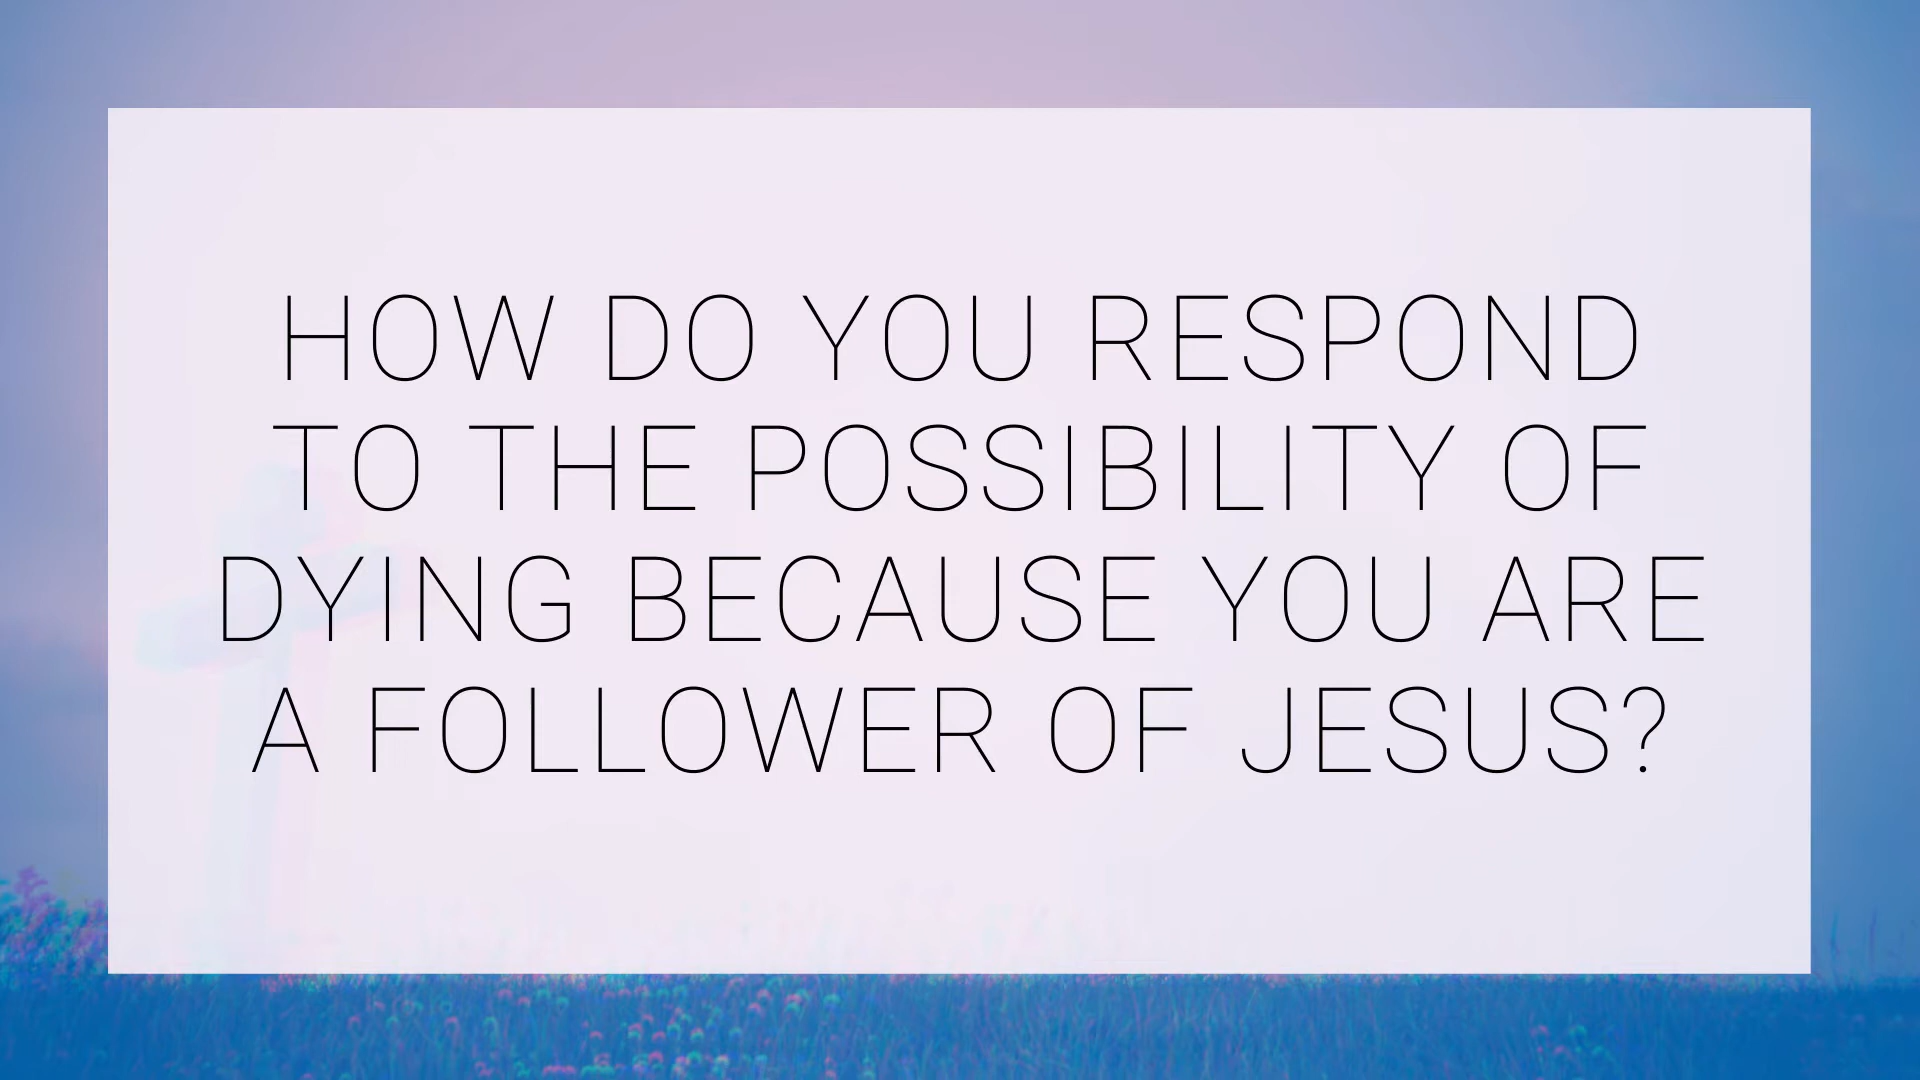 HOW DO YOU RESPOND
TO THE POSSIBILITY OF
DYING BECAUSE YOU ARE
A FOLLOWER OF JESUS?